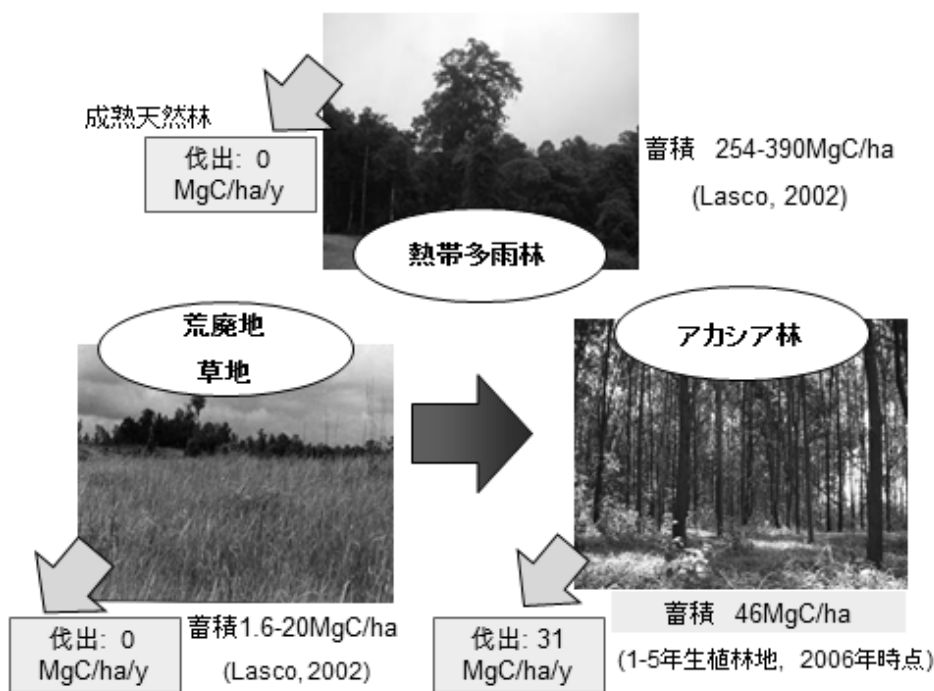 成熟天然林
伐出: 0
MgC/ha/y
蓄積 254-390MgC/ha
(Lasco, 2002)
熱帯多雨林
荒廃地
草地
アカシア林
伐出: 0
MgC/ha/y
蓄積1.6-20MgC/ha
(Lasco, 2002)
伐出: 31
MgC/ha/y
蓄積 46MgC/ha
(1-5年生植林地, 2006年時点)